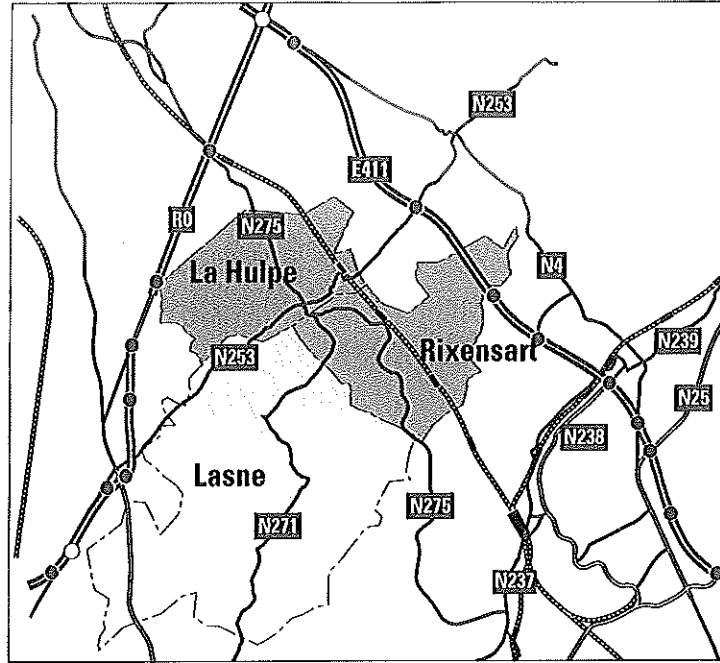 N253
E411
R0
N275
La Hulpe
N4
Rixensart
N239
N253
N25
N238
Lasne
N275
N271
N237